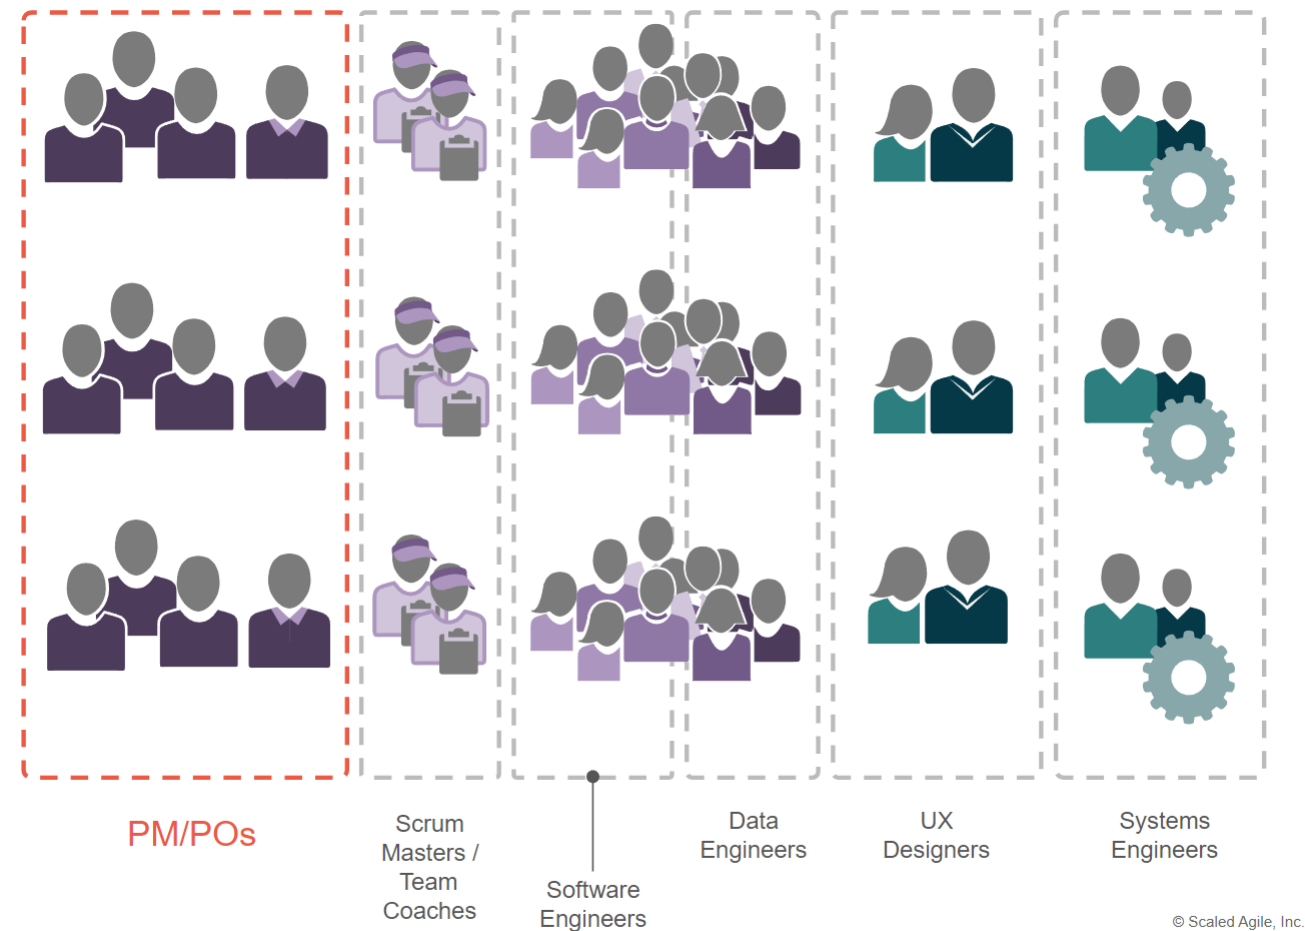 PM/POs
Scrum
Masters /
Team
Coaches
Software
Engineers
Data
Engineers
UX
Designers
Systems
Engineers
© Scaled Agile, Inc.